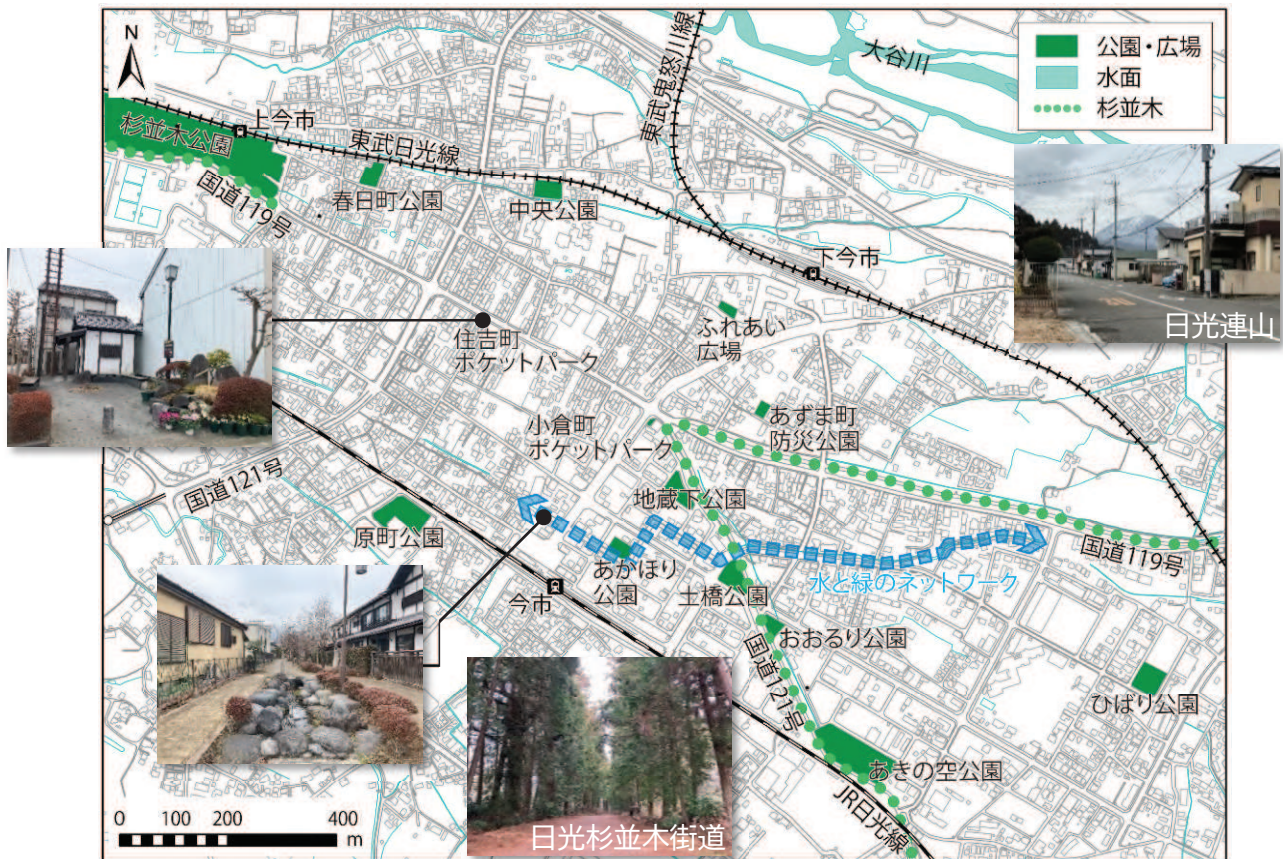 N
大谷川
東武鬼怒川線
公園・広場
水面
杉並木
上今市
杉並木公園
東武日光線
国道119号
春日町公園
中央公園
下今市
日光連山
住吉町
ポケットパーク
ふれあい
広場
小倉町
ポケットパーク
あずま町
防災公園
国道121号
原町公園
地蔵下公園
国道119号
あかほり
公園
今市
土橋公園
水と緑のネットワーク
おおるり公園
国道121号
ひばり公園
あきの空公園
JR日光線
日光杉並木街道
0 100 200 400
m